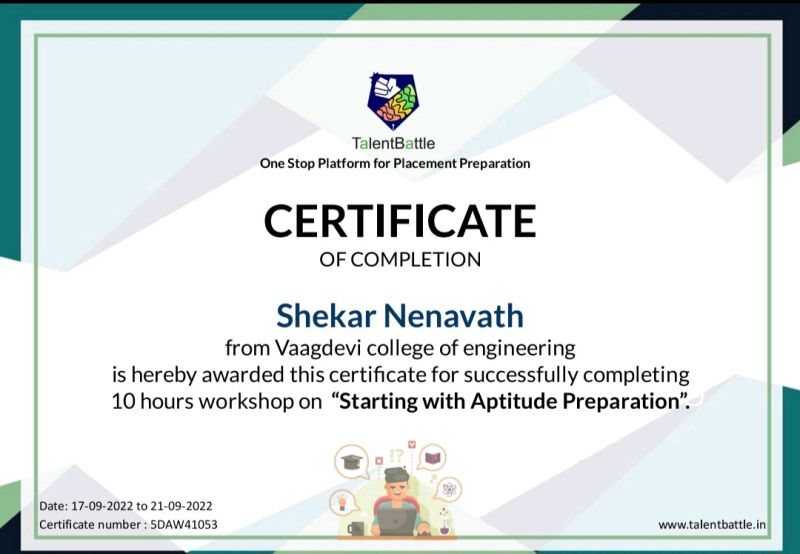 TalentBattle
One Stop Platform for Placement Preparation
CERTIFICATE
OF COMPLETION
Shekar Nenavath
from Vaagdevi college of engineering
is hereby awarded this certificate for successfully completing
10 hours workshop on “Starting with Aptitude Preparation”.
!?
Date: 17-09-2022 to 21-09-2022
Certificate number : 5DAW41053
www.talentbattle.in